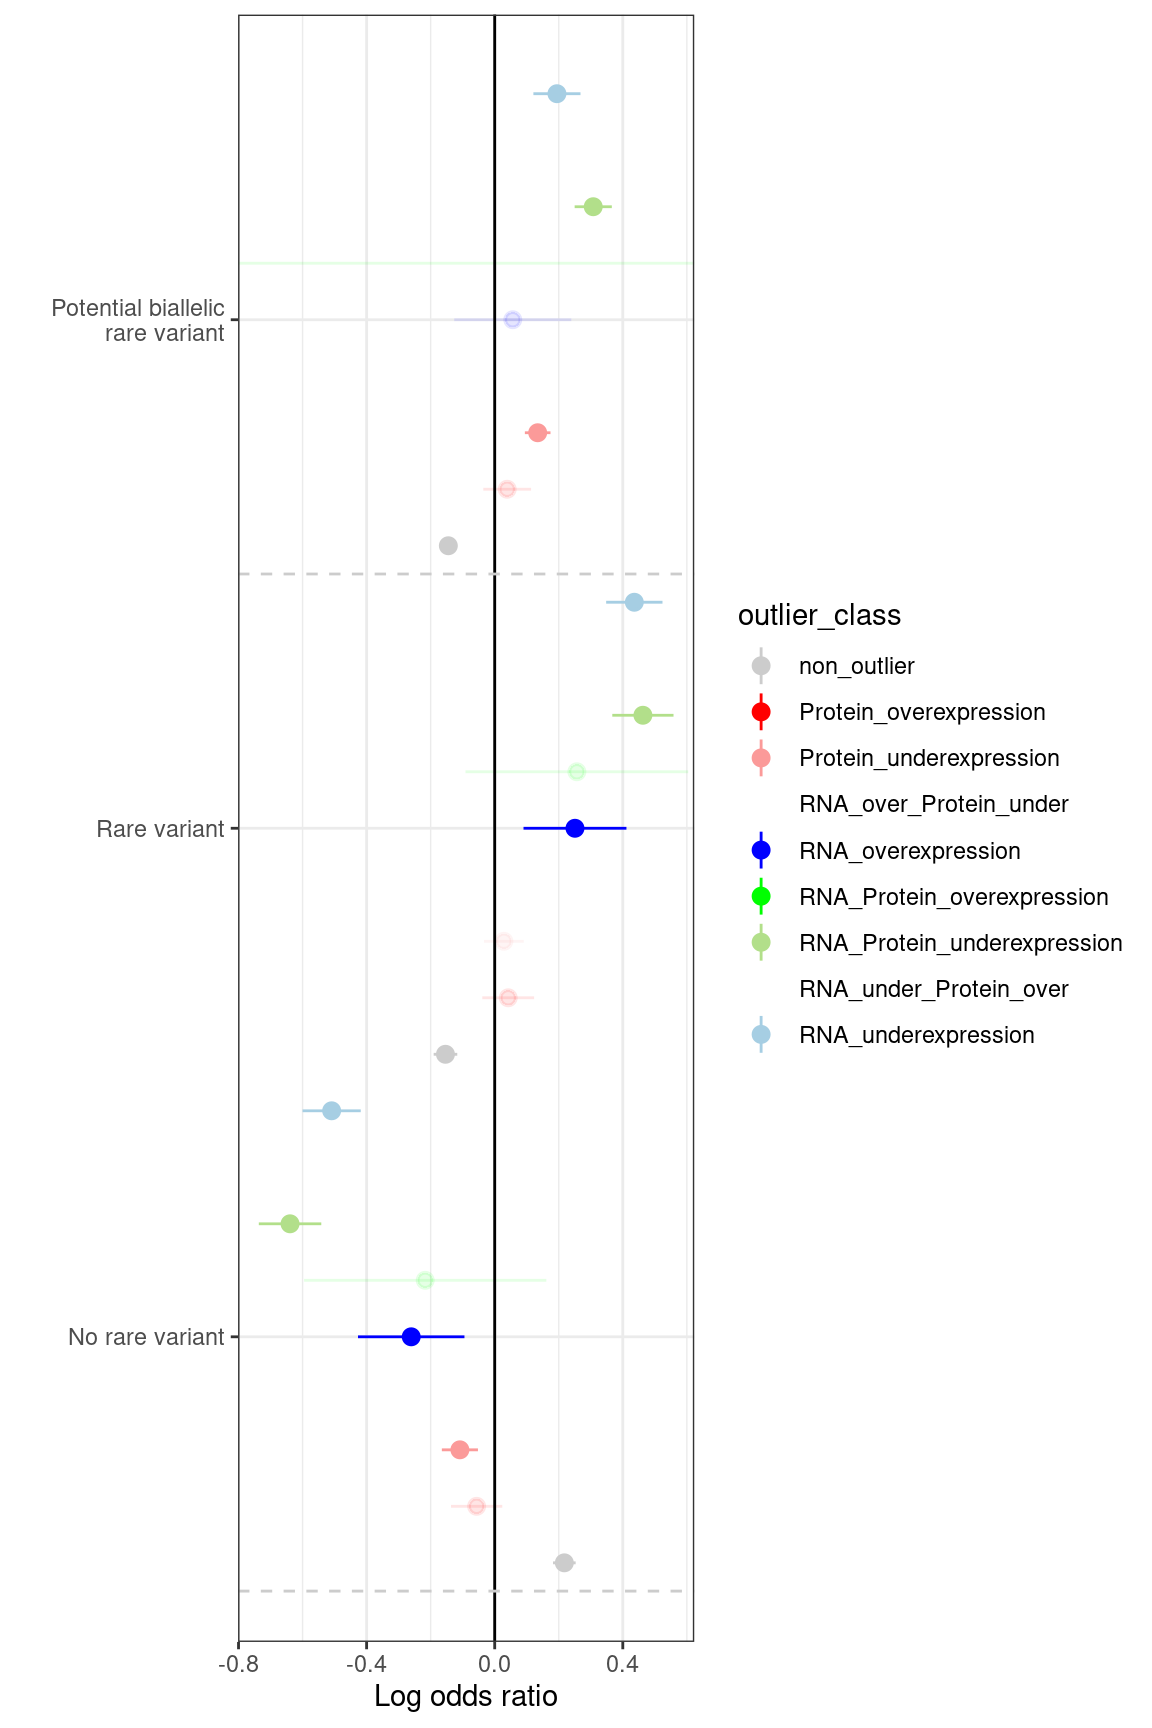 Potential biallelic
rare variant
Rare variant
No rare variant
-0.8
-0.4
0.0
0.4
Log odds ratio
outlier_class
non_outlier
Protein_overexpression
Protein_underexpression
RNA_over_Protein_under
RNA_overexpression
RNA_Protein_overexpression
RNA_Protein_underexpression
RNA_under_Protein_over
RNA_underexpression